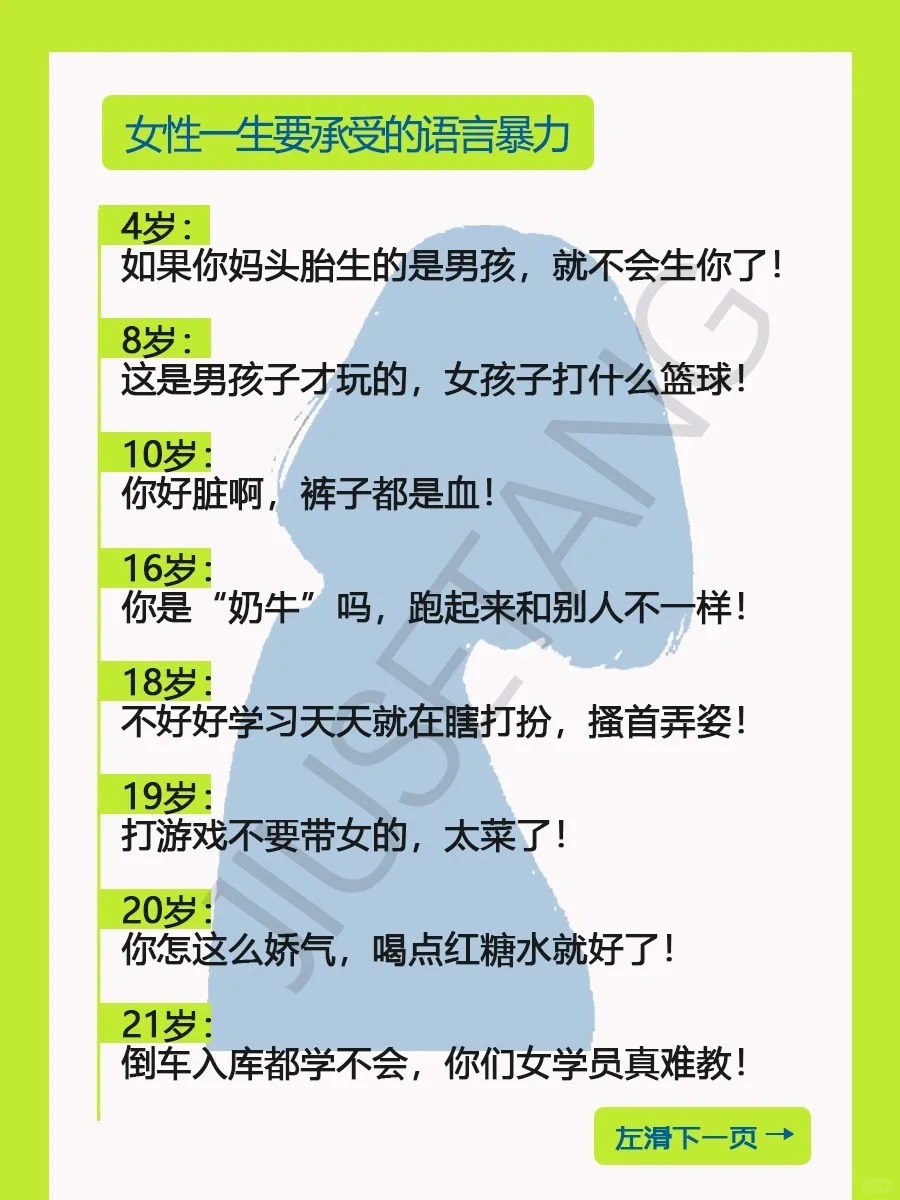 女性一生要承受的语言暴力
4岁：
如果你妈头胎生的是男孩，就不会生你了！
8岁：
这是男孩子才玩的，女孩子打什么篮球！
10岁：
你好脏啊，裤子都是血！
16岁：
你是“奶牛”吗，跑起来和别人不一样！
18岁：
不好好学习天天就在瞎打扮，搔首弄姿！
19岁：
打游戏不要带女的，太菜了！
20岁：
你怎这么娇气，喝点红糖水就好了！
21岁：
倒车入库都学不会，你们女学员真难教！
左滑下一页→
JIUSETANG